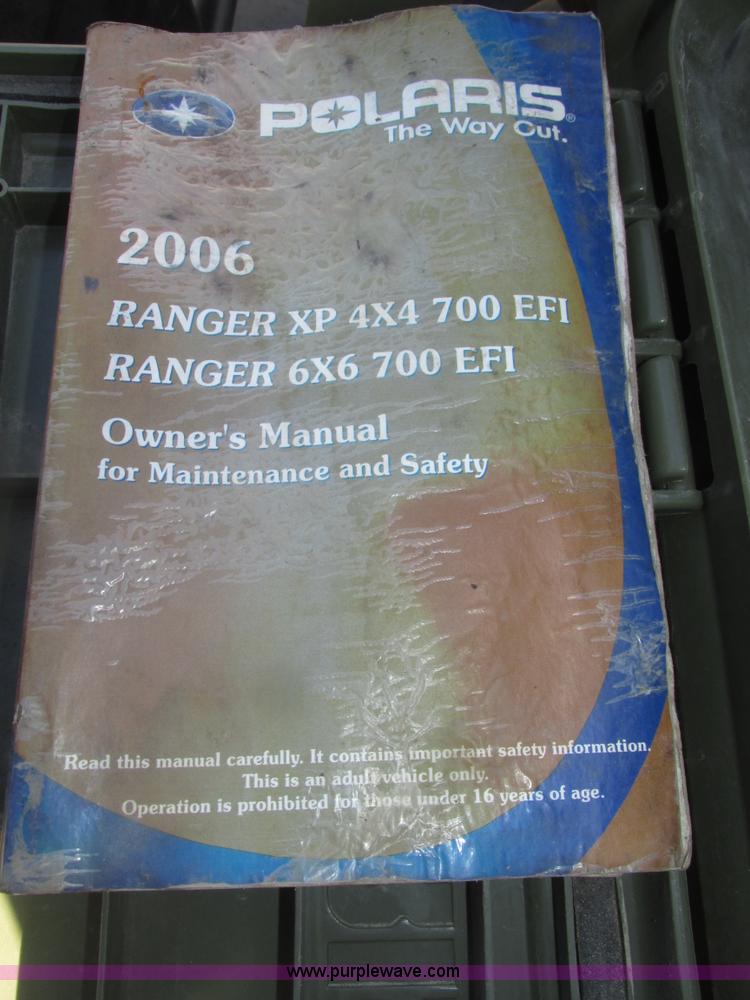 POLARIS®
The Way Out.
2006
RANGER XP 4X4 700 EFI
RANGER 6X6 700 EFI
Owner's Manual
for Maintenance and Safety
Read this manual carefully. It contains important safety information.
This is an adult vehicle only.
Operation is prohibited for those under 16 years of age.
www.purplewave.com